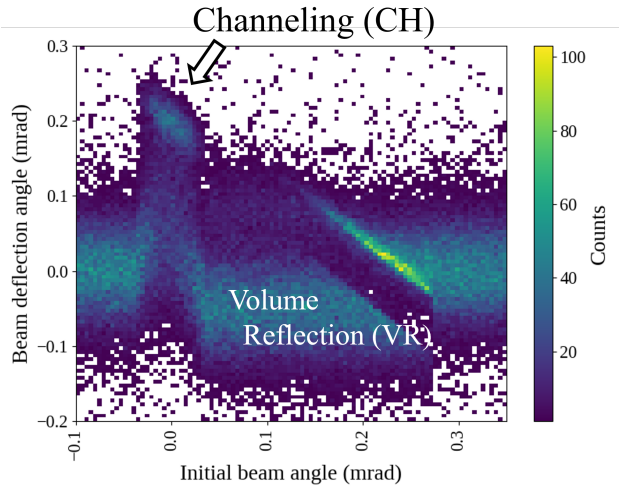 Channeling (CH)
0.3
0.2
0.1
0.0
−0.1
−0.2
Beam deflection angle (mrad)
Volume
Reflection (VR)
−0.1
0.0
0.1
0.2
0.3
Initial beam angle (mrad)
100
80
60
40
20
Counts